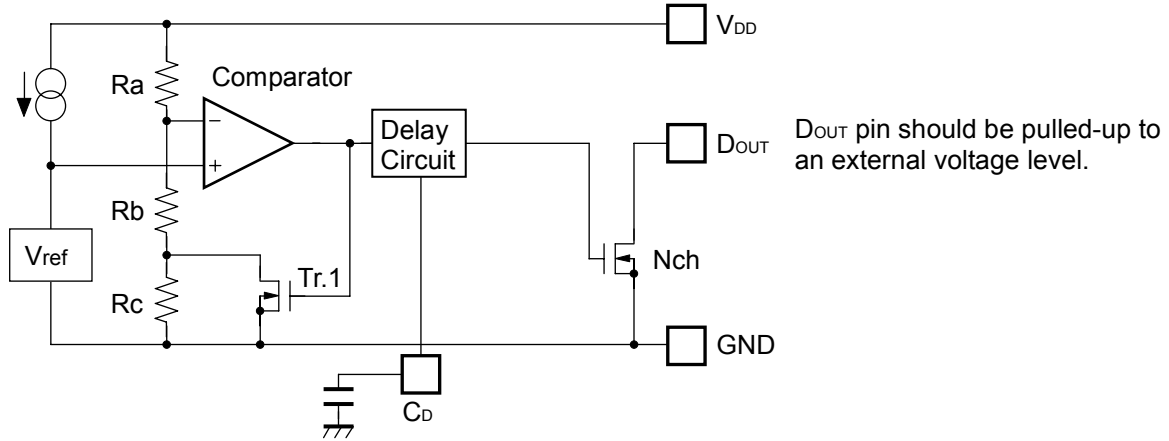 VDD
Ra
Comparator
−
+
Delay
Circuit
DOUT
DOUT pin should be pulled-up to
an external voltage level.
Rb
Vref
Tr.1
Nch
Rc
GND
CD